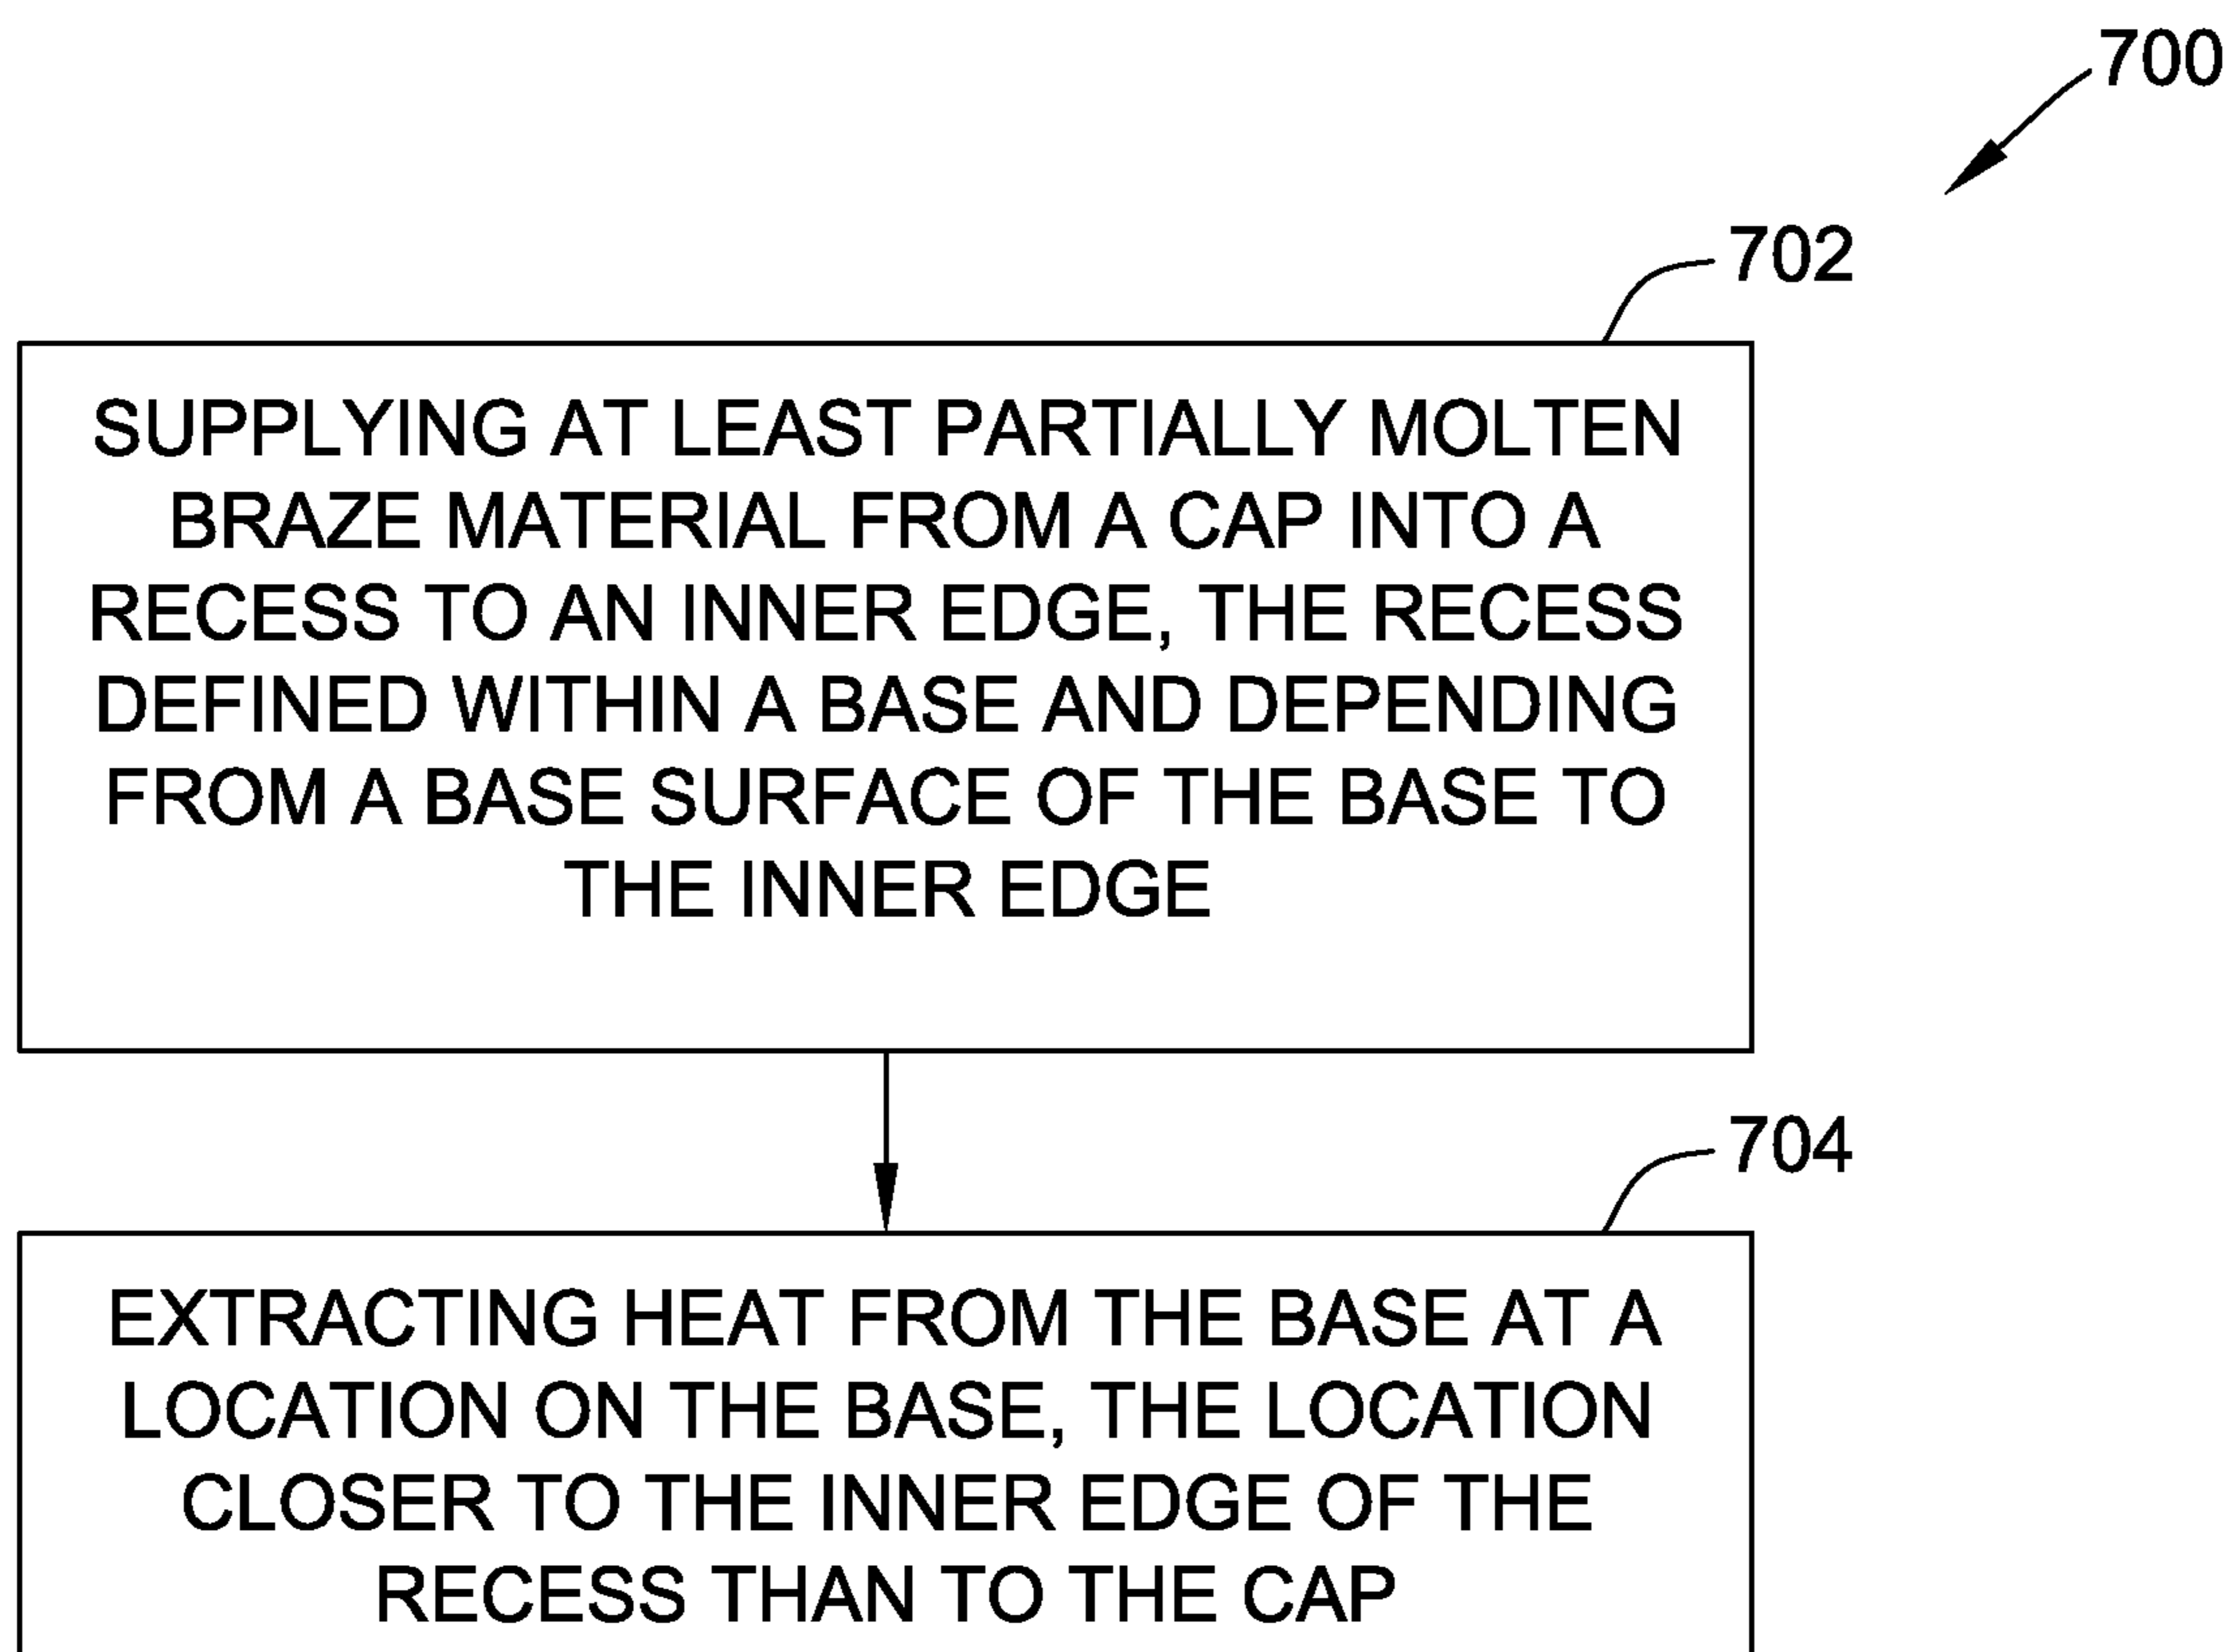 700
702
SUPPLYING AT LEAST PARTIALLY MOLTEN
BRAZE MATERIAL FROM A CAP INTO A
RECESS TO AN INNER EDGE, THE RECESS
DEFINED WITHIN A BASE AND DEPENDING
FROM A BASE SURFACE OF THE BASE TO
THE INNER EDGE
704
EXTRACTING HEAT FROM THE BASE AT A
LOCATION ON THE BASE, THE LOCATION
CLOSER TO THE INNER EDGE OF THE
RECESS THAN TO THE CAP